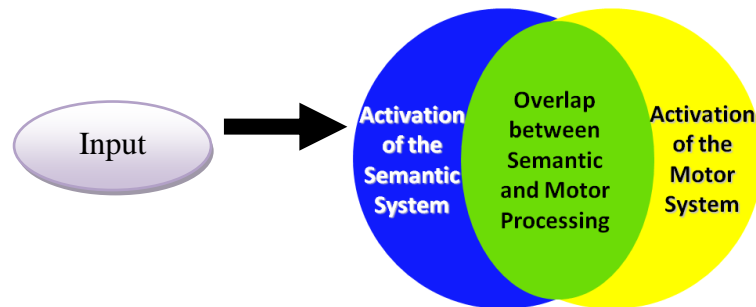 Input
Activation
of the
Semantic
System
Overlap
between
Semantic
and Motor
Processing
Activation
of the
Motor
System